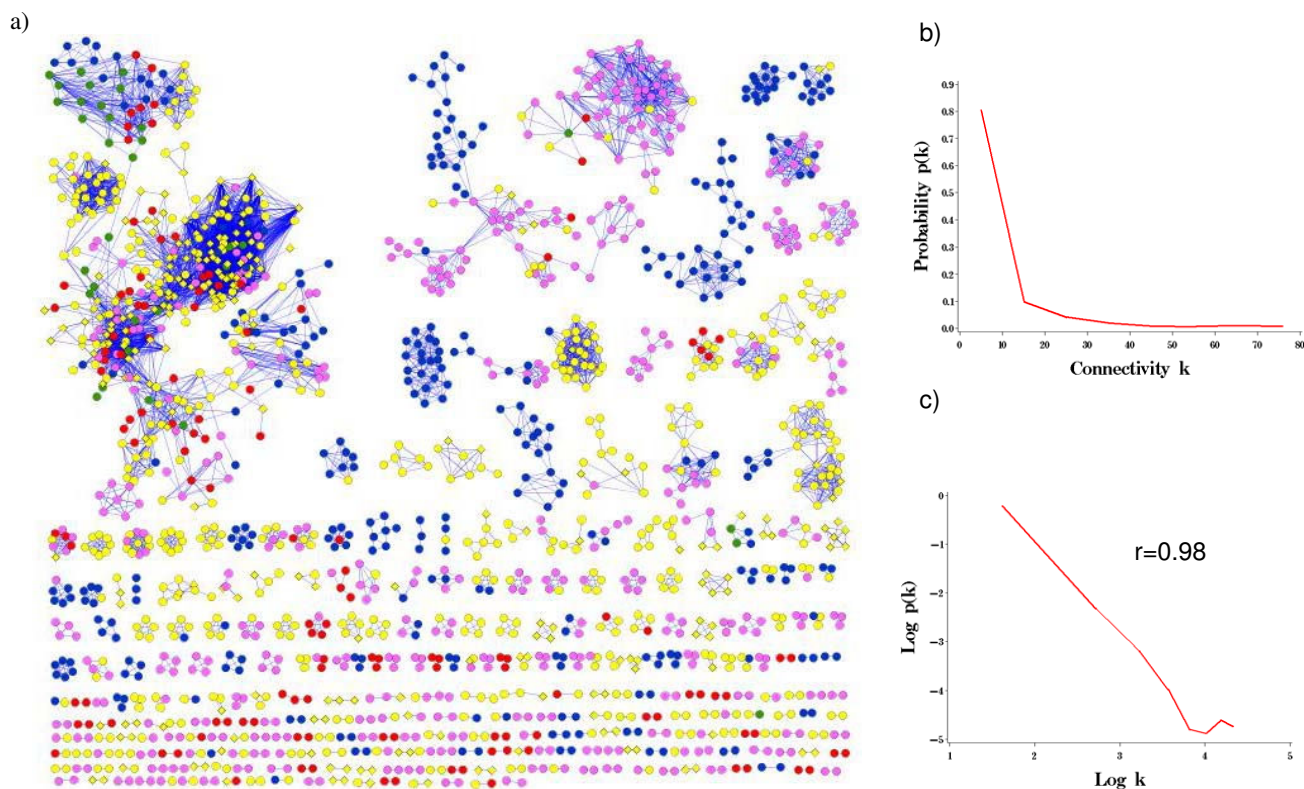 a)
b)
0.9
0.8
0.7
0.6
0.5
0.4
0.3
0.2
0.1
0.0
Probability p(k)
0 10 20 30 40 50 60 70 80
Connectivity k
c)
0
−1
−2
−3
−4
−5
Log p(k)
r=0.98
1 2 3 4 5
Log k